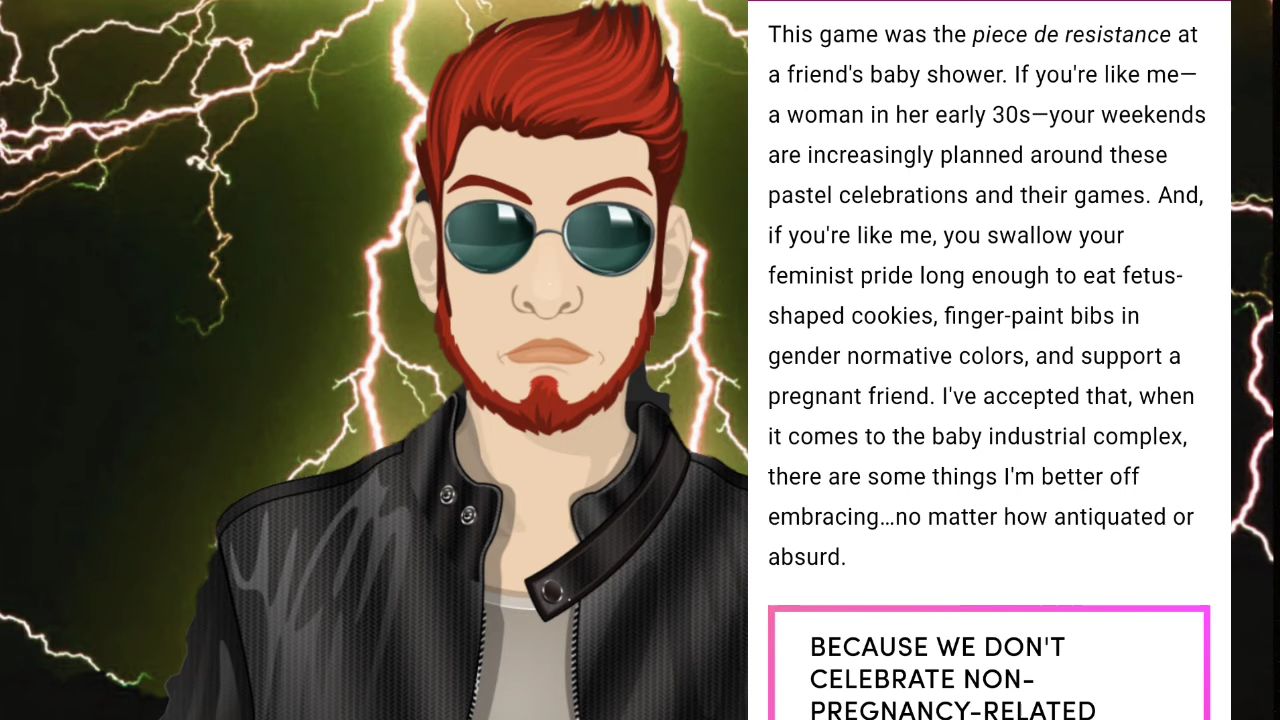 This game was the piece de resistance at
a friend's baby shower. If you're like me—
a woman in her early 30s—your weekends
are increasingly planned around these
pastel celebrations and their games. And,
if you're like me, you swallow your
feminist pride long enough to eat fetus-
shaped cookies, finger-paint bibs in
gender normative colors, and support a
pregnant friend. I've accepted that, when
it comes to the baby industrial complex,
there are some things I'm better off
embracing…no matter how antiquated or
absurd.
BECAUSE WE DON'T
CELEBRATE NON-
PREGNANCY-RELATED